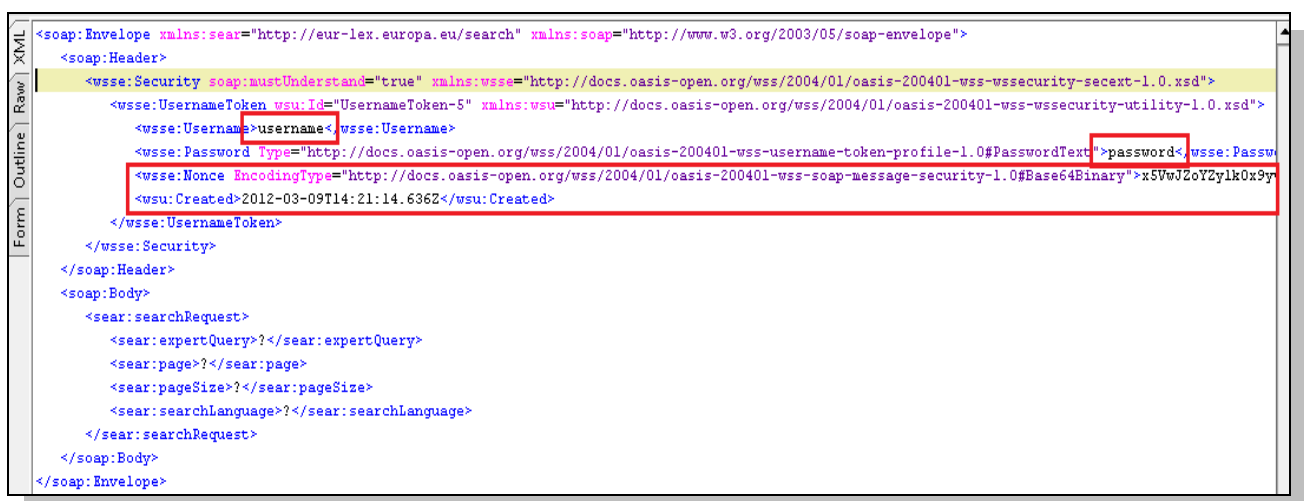 XML
Raw
Outline
Form
<soap:Envelope xmlns:sear="http://eur-lex.europa.eu/search" xmlns:soap="http://www.w3.org/2003/05/soap-envelope">
<soap:Header>
<wsse:Security soap:mustUnderstand="true" xmlns:wsse="http://docs.oasis-open.org/wss/2004/01/oasis-200401-wss-wssecurity-secext-1.0.xsd">
<wsse:UsernameToken wsu:Id="UsernameToken-5" xmlns:wsu="http://docs.oasis-open.org/wss/2004/01/oasis-200401-wss-wssecurity-utility-1.0.xsd">
<wsse:Username>username</wsse:Username>
<wsse:Password Type="http://docs.oasis-open.org/wss/2004/01/oasis-200401-wss-username-token-profile-1.0#PasswordText">password</wsse:Passw
<wsse:Nonce EncodingType="http://docs.oasis-open.org/wss/2004/01/oasis-200401-wss-soap-message-security-1.0#Base64Binary">x5VwJZoYZylk0x9y
<wsu:Created>2012-03-09T14:21:14.636Z</wsu:Created>
</wsse:UsernameToken>
</wsse:Security>
</soap:Header>
<soap:Body>
<sear:searchRequest>
<sear:expertQuery>?</sear:expertQuery>
<sear:page>?</sear:page>
<sear:pageSize>?</sear:pageSize>
<sear:searchLanguage>?</sear:searchLanguage>
</sear:searchRequest>
</soap:Body>
</soap:Envelope>